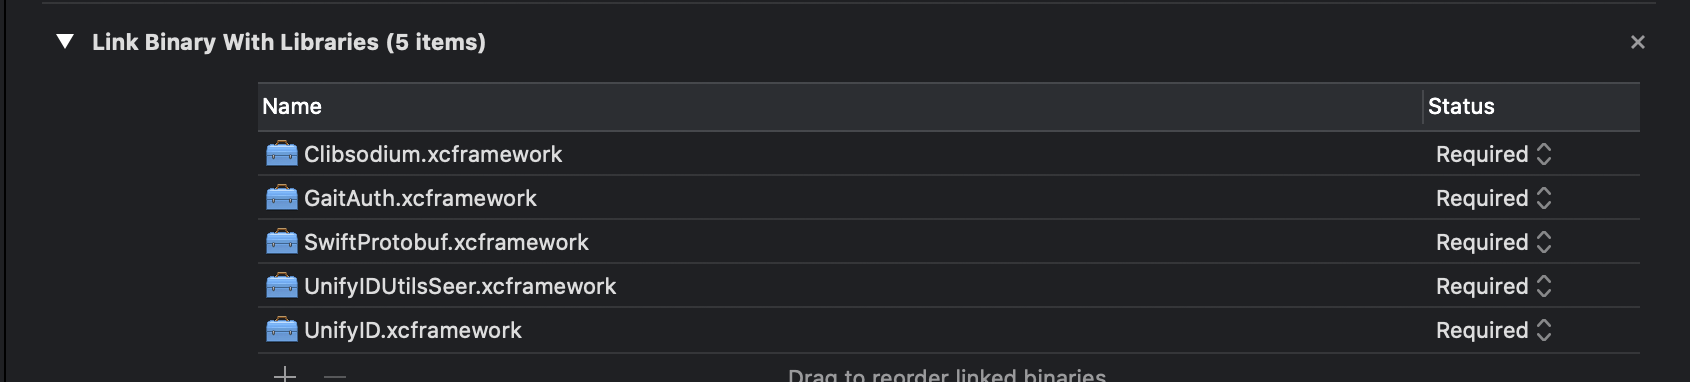 Link Binary With Libraries (5 items)
Name Status
Clibsodium.xcframework Required
GaitAuth.xcframework Required
SwiftProtobuf.xcframework Required
UnifyIDUtilsSeer.xcframework Required
UnifyID.xcframework Required
Drag to reorder linked binaries